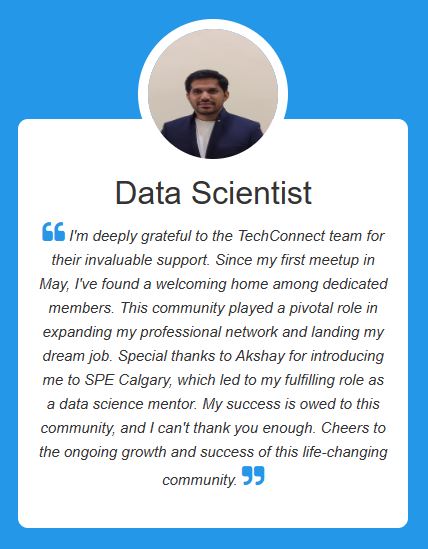 Data Scientist
“ I'm deeply grateful to the TechConnect team for
their invaluable support. Since my first meetup in
May, I've found a welcoming home among dedicated
members. This community played a pivotal role in
expanding my professional network and landing my
dream job. Special thanks to Akshay for introducing
me to SPE Calgary, which led to my fulfilling role as
a data science mentor. My success is owed to this
community, and I can't thank you enough. Cheers to
the ongoing growth and success of this life-changing
community. ”